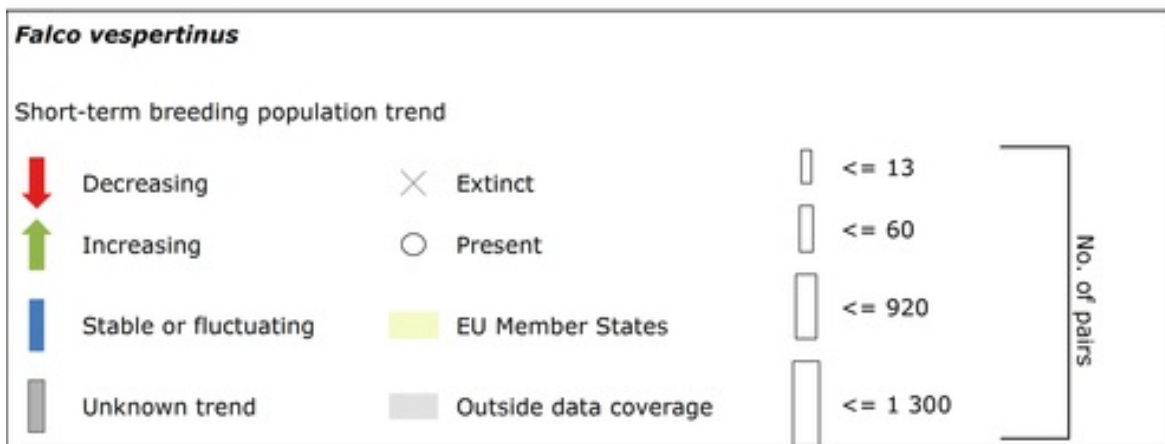 Falco vespertinus
Short-term breeding population trend
Decreasing
Increasing
Stable or fluctuating
Unknown trend
Extinct
Present
EU Member States
Outside data coverage
<= 13
<= 60
<= 920
<= 1 300
No. of pairs